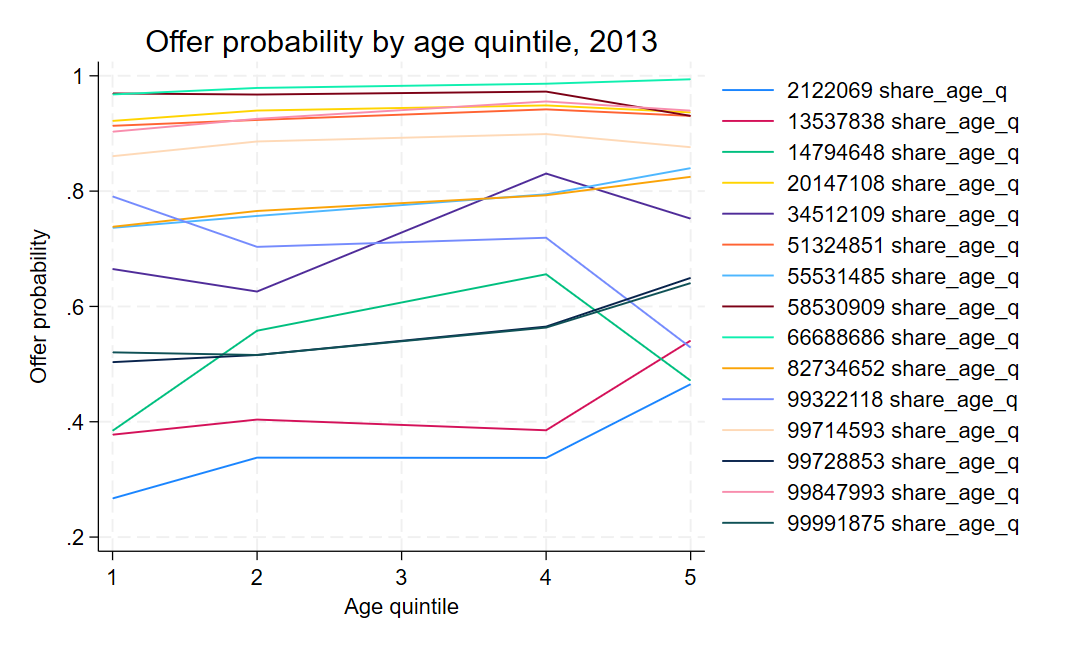 Offer probability by age quintile, 2013
Offer probability
1
.8
.6
.4
.2
1 2 3 4 5
Age quintile
2122069 share_age_q
13537838 share_age_q
14794648 share_age_q
20147108 share_age_q
34512109 share_age_q
51324851 share_age_q
55531485 share_age_q
58530909 share_age_q
66688686 share_age_q
82734652 share_age_q
99322118 share_age_q
99714593 share_age_q
99728853 share_age_q
99847993 share_age_q
99991875 share_age_q